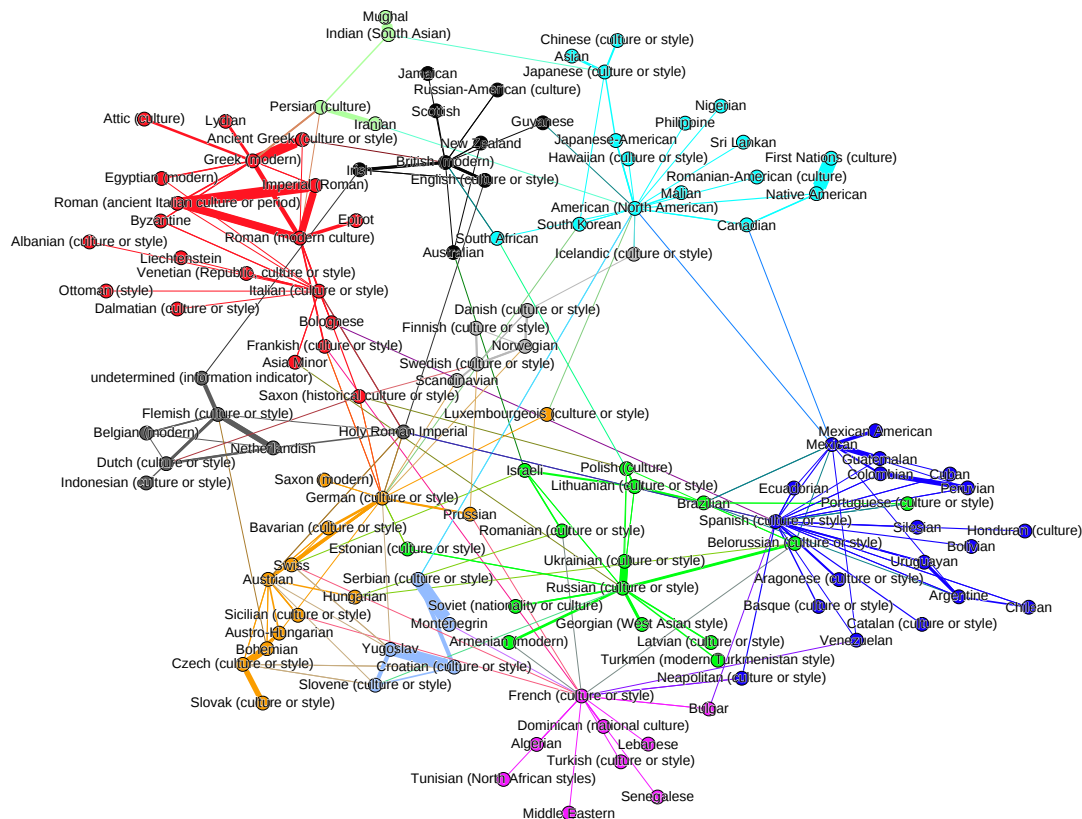 Mughal
Indian (South Asian)
Chinese (culture or style)
Asian
Japanese (culture or style)
Jamaican
Russian-American (culture)
Persian (culture)
Scottish
Nigerian
Attic (culture)
Lydian
Iranian
Guyanese
Philippine
Ancient Greek (culture or style)
New Zealand
Japanese-American
Sri Lankan
Greek (modern)
British (modern)
Hawaiian (culture or style)
First Nations (culture)
Irish
Egyptian (modern)
Imperial (Roman)
English (culture or style)
Romanian-American (culture)
Malian
Native American
Roman (ancient Italian culture or period)
American (North American)
Byzantine
Epirot
South Korean
Canadian
Roman (modern culture)
South African
Albanian (culture or style)
Australian
Icelandic (culture or style)
Liechtenstein
Venetian (Republic, culture or style)
Ottoman (style)
Italian (culture or style)
Dalmatian (culture or style)
Danish (culture or style)
Bolognese
Finnish (culture or style)
Frankish (culture or style)
Norwegian
Asia Minor
Swedish (culture or style)
undetermined (information indicator)
Scandinavian
Saxon (historical culture or style)
Flemish (culture or style)
Luxembourgeois (culture or style)
Belgian (modern)
Holy Roman Imperial
Mexican American
Mexican
Netherlandish
Guatemalan
Dutch (culture or style)
Israeli
Polish (culture)
Colombian
Cuban
Indonesian (culture or style)
Saxon (modern)
Lithuanian (culture or style)
Ecuadorian
Peruvian
German (culture or style)
Brazilian
Portuguese (culture or style)
Prussian
Spanish (culture or style)
Bavarian (culture or style)
Romanian (culture or style)
Silesian
Honduran (culture)
Estonian (culture or style)
Belorussian (culture or style)
Bolivian
Swiss
Ukrainian (culture or style)
Uruguayan
Austrian
Serbian (culture or style)
Russian (culture or style)
Aragonese (culture or style)
Hungarian
Argentine
Sicilian (culture or style)
Soviet (nationality or culture)
Basque (culture or style)
Chilean
Montenegrin
Georgian (West Asian style)
Catalan (culture or style)
Austro-Hungarian
Bohemian
Yugoslav
Armenian (modern)
Latvian (culture or style)
Venezuelan
Czech (culture or style)
Croatian (culture or style)
Turkmen (modern Turkmenistan style)
Slovene (culture or style)
Neapolitan (culture or style)
Slovak (culture or style)
French (culture or style)
Bulgar
Dominican (national culture)
Algerian
Lebanese
Turkish (culture or style)
Tunisian (North African styles)
Senegalese
Middle Eastern